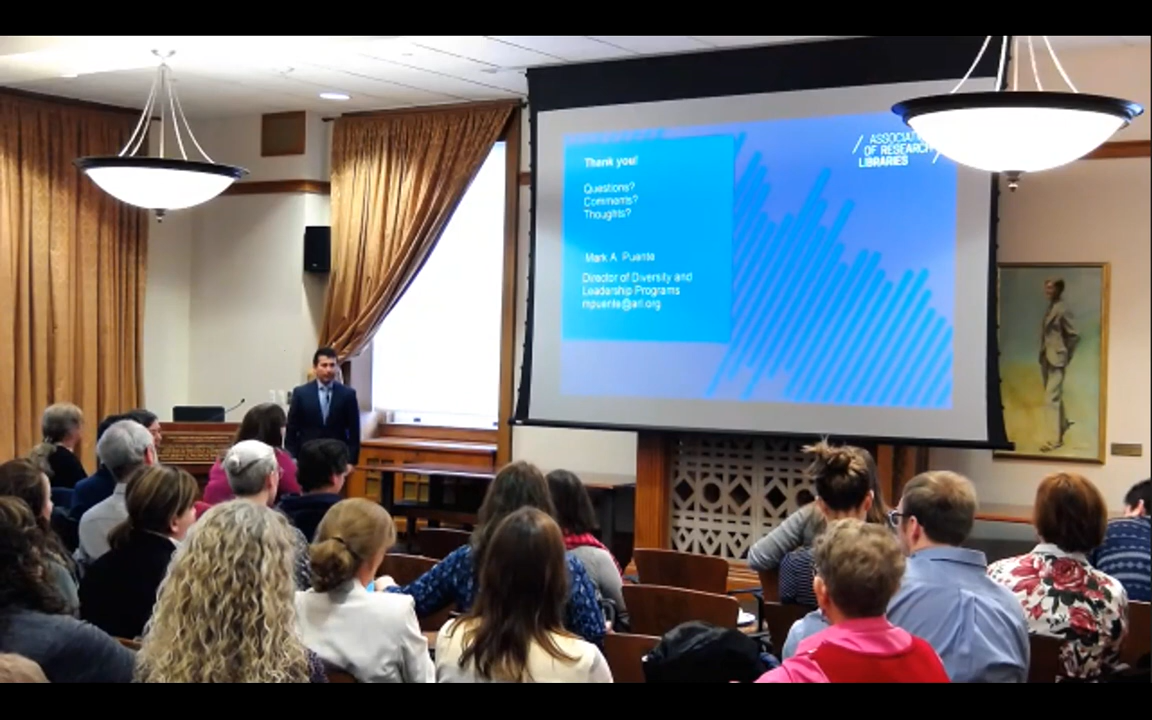 Thank you!
Questions?
Comments?
Thoughts?
Mark A. Puente
Director of Diversity and
Leadership Programs
mpuente@arl.org
/ ASSOCIAT
OF RESEARCH
LIBRARIES /